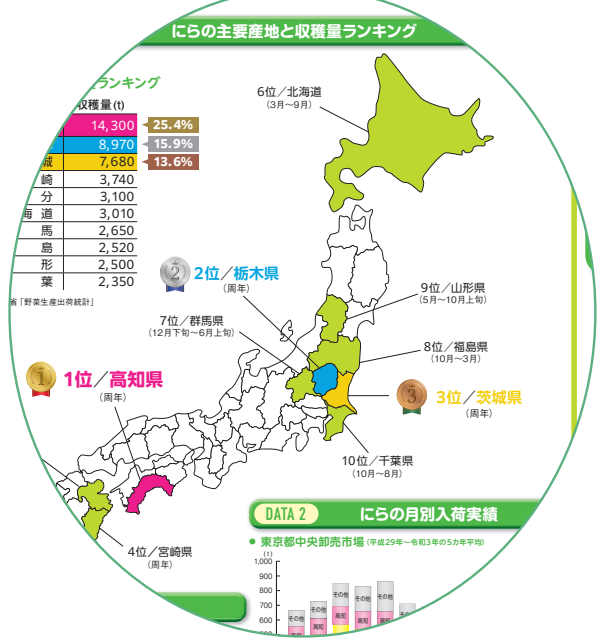 にらの主要産地と収穫量ランキング
ランキング
収穫量(t)
14,300 25.4%
8,970 15.9%
城 7,680 13.6%
崎 3,740
分 3,100
海 道 3,010
馬 2,650
島 2,520
形 2,500
葉 2,350
省「野菜生産出荷統計」
6位/北海道
(3月〜9月)
2
2位/栃木県
(周年)
9位/山形県
(5月〜10月上旬)
7位/群馬県
(12月下旬〜6月上旬)
8位/福島県
(10月〜3月)
1
1位/高知県
(周年)
3
3位/茨城県
(周年)
10位/千葉県
(10月〜8月)
4位/宮崎県
(周年)
DATA 2 にらの月別入荷実績
● 東京都中央卸売市場(平成29年〜令和3年の5カ年平均)
(t)
1,000
900
800
700
600
その他 その他 その他 その他 その他 その他
高知 高知 高知 高知 高知